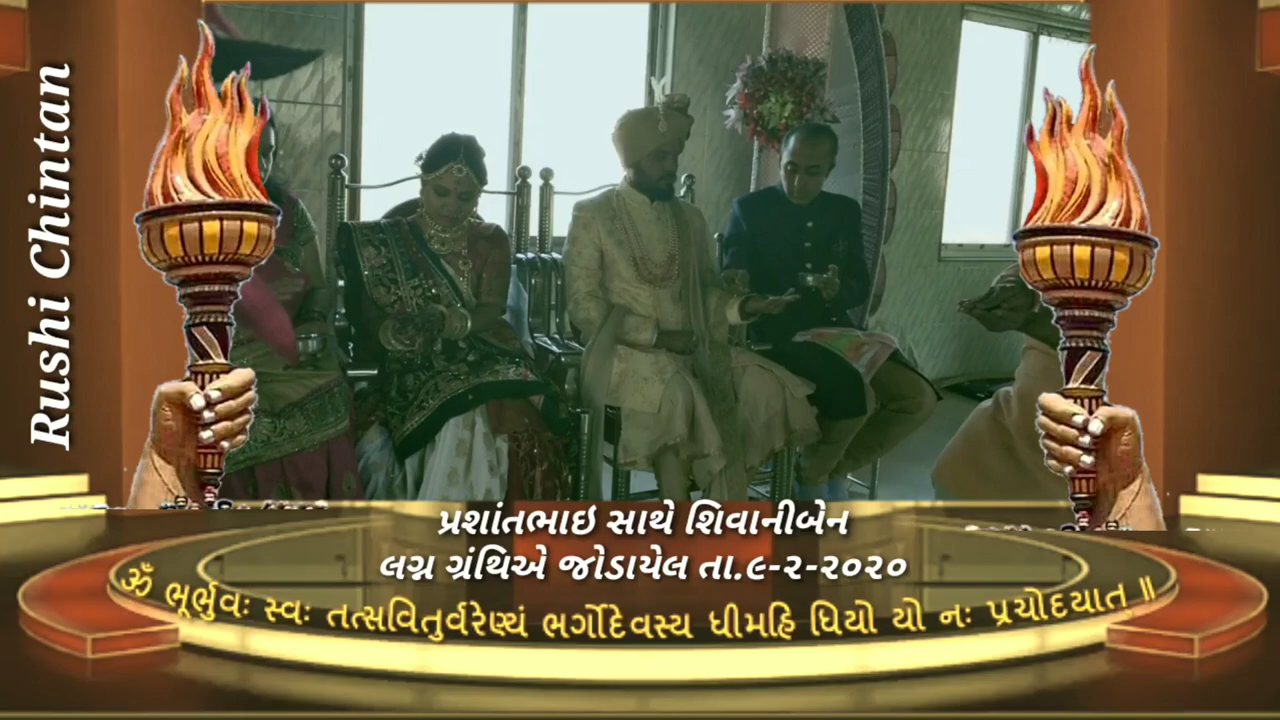 Rushi Chintan
પ્રશાંતભાઇ સાથે શિવાનીબેન
લગ્ન ગ્રંથિએ જોડાયેલ તા.૯-૨-૨૦૨૦
ૐ ભૂર્ભુવઃ સ્વઃ તત્સવિતુર્વરેણ્યં ભર્ગોદેવસ્ય ધીમહિ ધિયો યો નઃ પ્રચોદયાત ॥